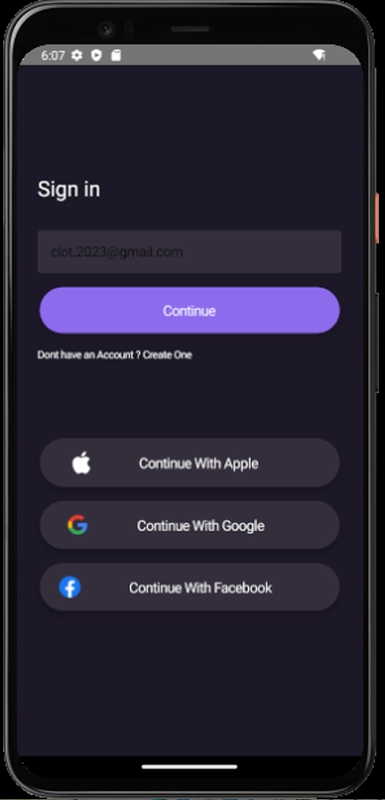 6:07
Sign in
clot.2023@gmail.com
Continue
Dont have an Account ? Create One
Continue With Apple
Continue With Google
Continue With Facebook